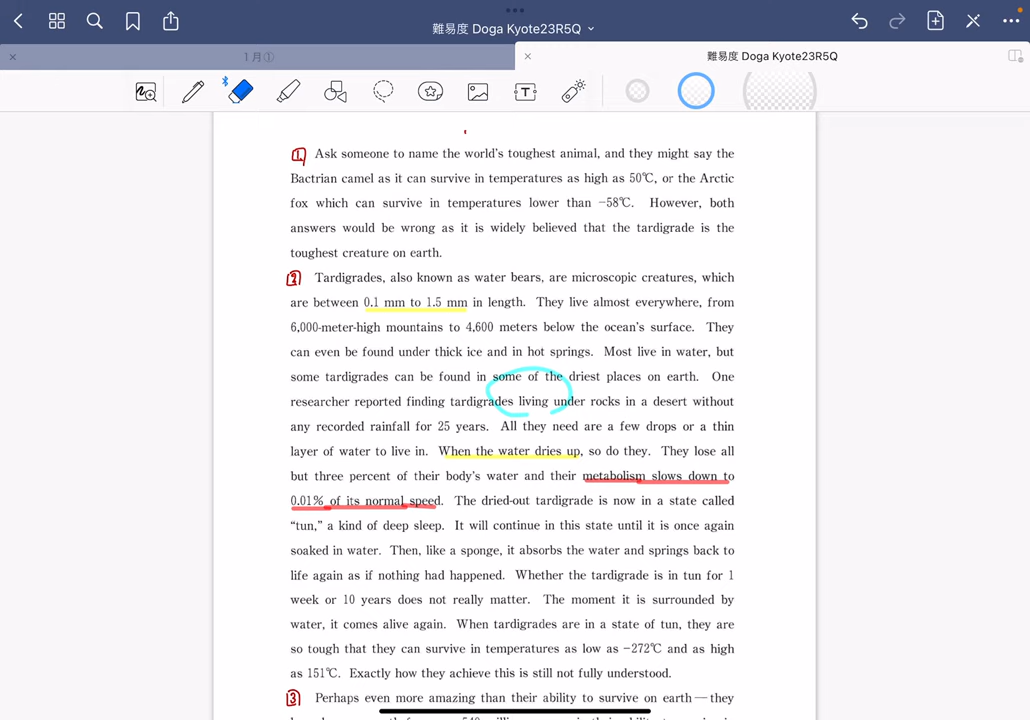 難易度 Doga Kyote23R5Q
1月①
難易度 Doga Kyote23R5Q
1 Ask someone to name the world's toughest animal, and they might say the
Bactrian camel as it can survive in temperatures as high as 50℃, or the Arctic
fox which can survive in temperatures lower than −58℃. However, both
answers would be wrong as it is widely believed that the tardigrade is the
toughest creature on earth.
2 Tardigrades, also known as water bears, are microscopic creatures, which
are between 0.1 mm to 1.5 mm in length. They live almost everywhere, from
6,000-meter-high mountains to 4,600 meters below the ocean's surface. They
can even be found under thick ice and in hot springs. Most live in water, but
some tardigrades can be found in some of the driest places on earth. One
researcher reported finding tardigrades living under rocks in a desert without
any recorded rainfall for 25 years. All they need are a few drops or a thin
layer of water to live in. When the water dries up, so do they. They lose all
but three percent of their body's water and their metabolism slows down to
0.01% of its normal speed. The dried-out tardigrade is now in a state called
“tun,” a kind of deep sleep. It will continue in this state until it is once again
soaked in water. Then, like a sponge, it absorbs the water and springs back to
life again as if nothing had happened. Whether the tardigrade is in tun for 1
week or 10 years does not really matter. The moment it is surrounded by
water, it comes alive again. When tardigrades are in a state of tun, they are
so tough that they can survive in temperatures as low as −272℃ and as high
as 151℃. Exactly how they achieve this is still not fully understood.
3 Perhaps even more amazing than their ability to survive on earth—they